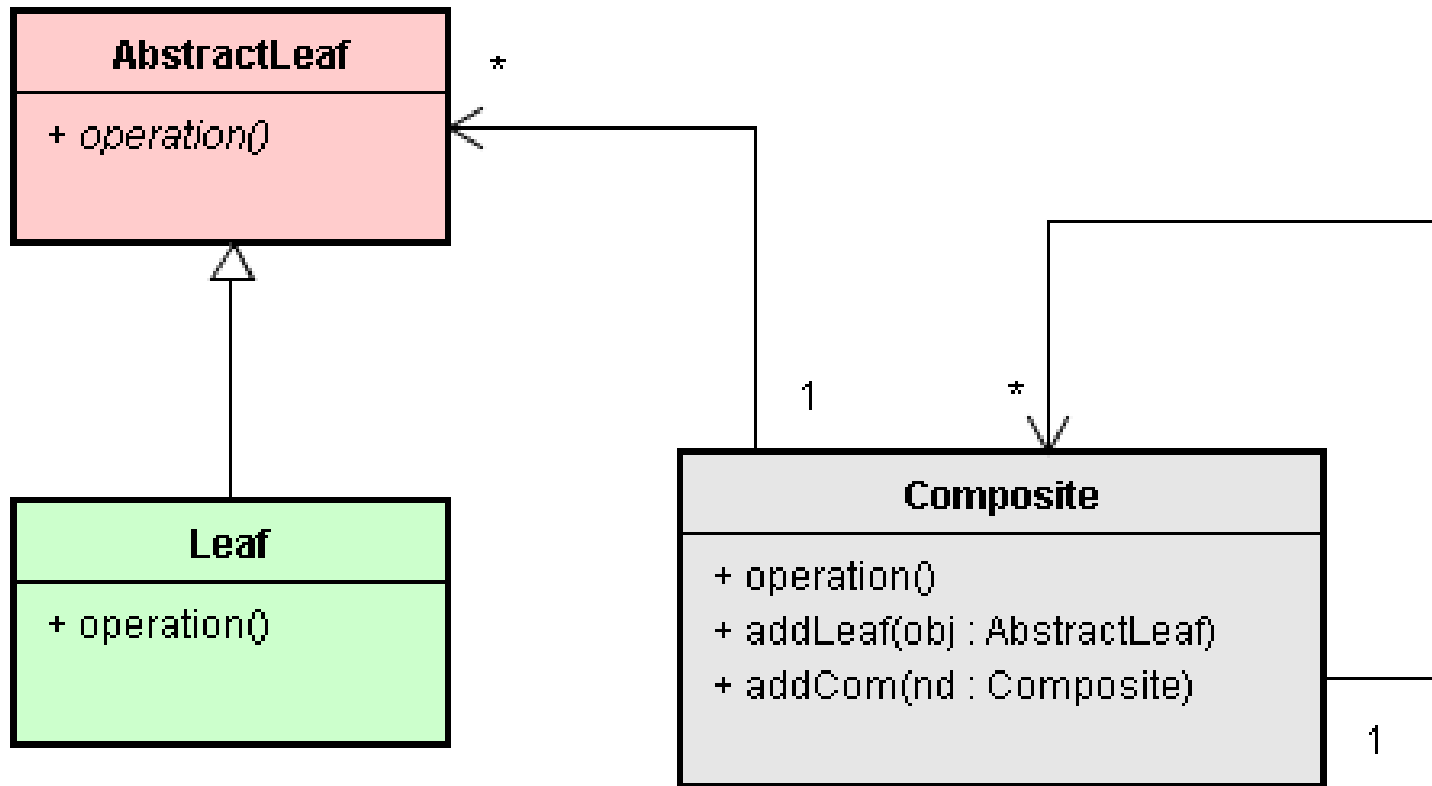 AbstractLeaf
+ operation()
*
1
*
Leaf
+ operation()
Composite
+ operation()
+ addLeaf(obj : AbstractLeaf)
+ addCom(nd : Composite)
1